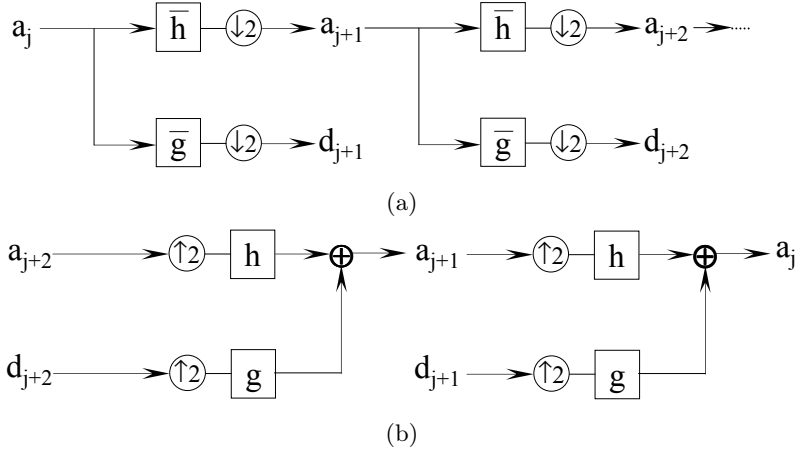 a_j h̅ ↓2 a_{j+1} h̅ ↓2 a_{j+2} .....
g̅ ↓2 d_{j+1} g̅ ↓2 d_{j+2}
(a)
a_{j+2} ↑2 h a_{j+1} ↑2 h a_j
d_{j+2} ↑2 g d_{j+1} ↑2 g
(b)